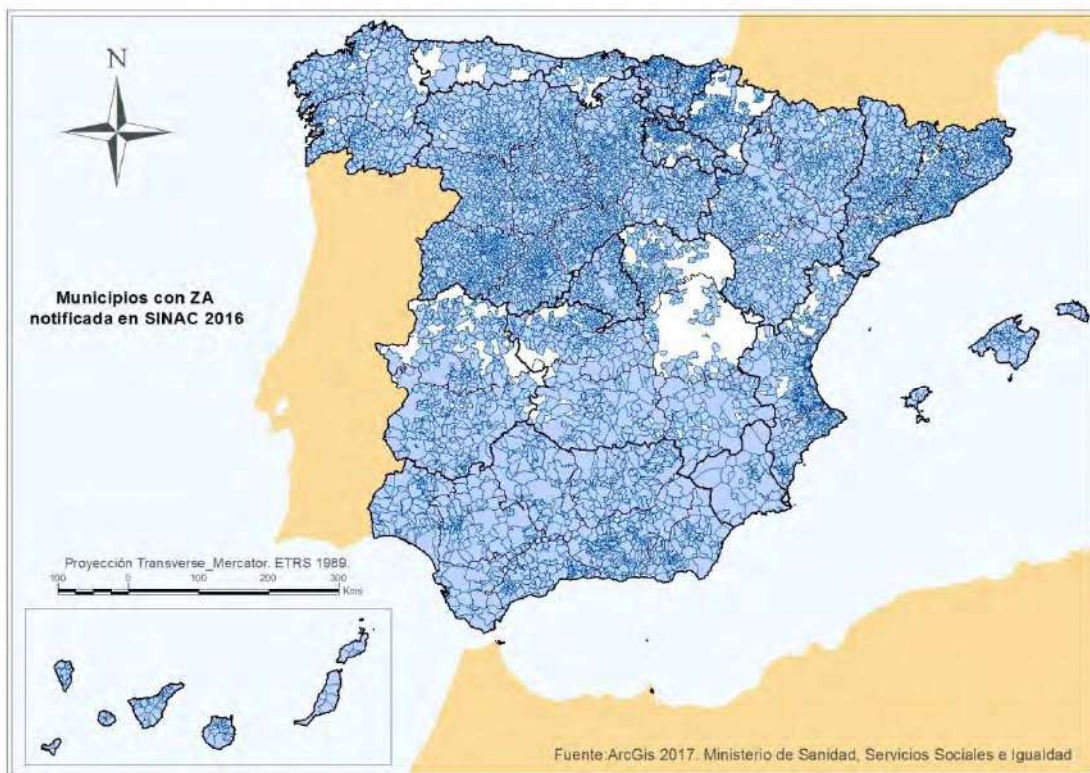 N
Municipios con ZA
notificada en SINAC 2016
Proyección Transverse_Mercator. ETRS 1989.
100 0 100 200 300
Kms
Fuente:ArcGis 2017. Ministerio de Sanidad, Servicios Sociales e Igualdad